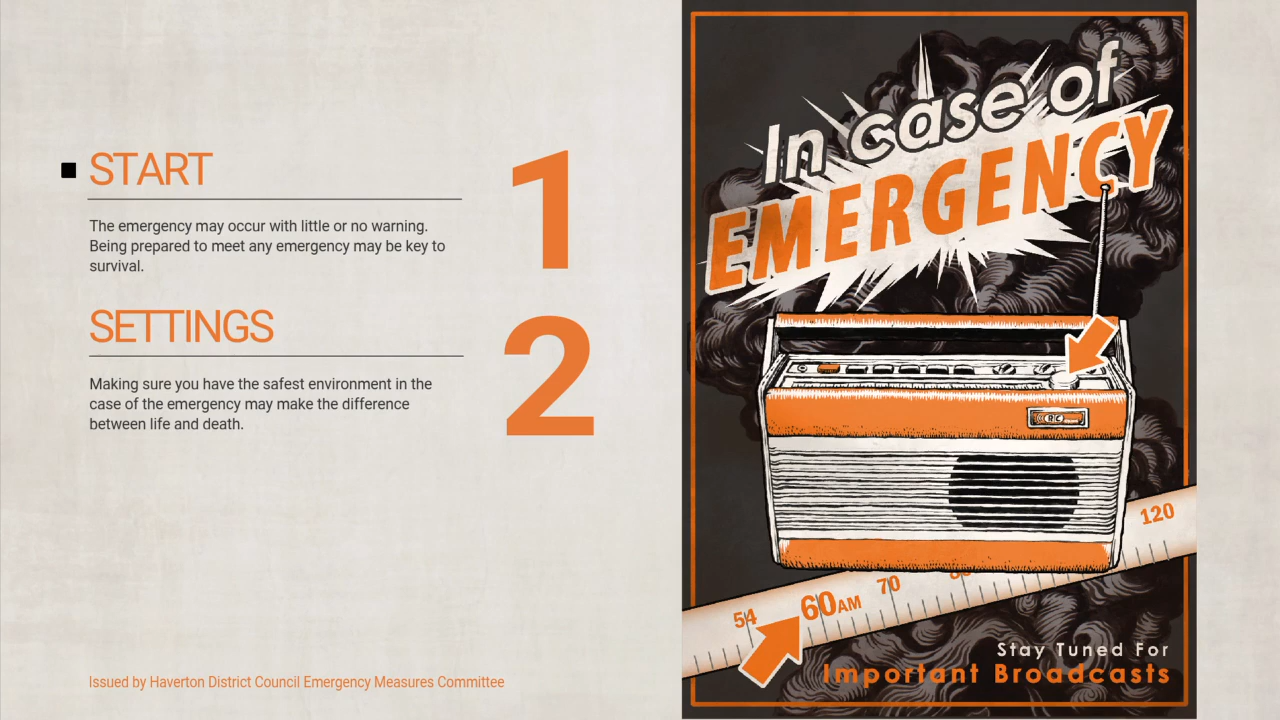 START
1
The emergency may occur with little or no warning.
Being prepared to meet any emergency may be key to
survival.
SETTINGS
2
Making sure you have the safest environment in the
case of the emergency may make the difference
between life and death.
Issued by Haverton District Council Emergency Measures Committee
In case of
EMERGENCY
120
70
60AM
54
Stay Tuned For
Important Broadcasts